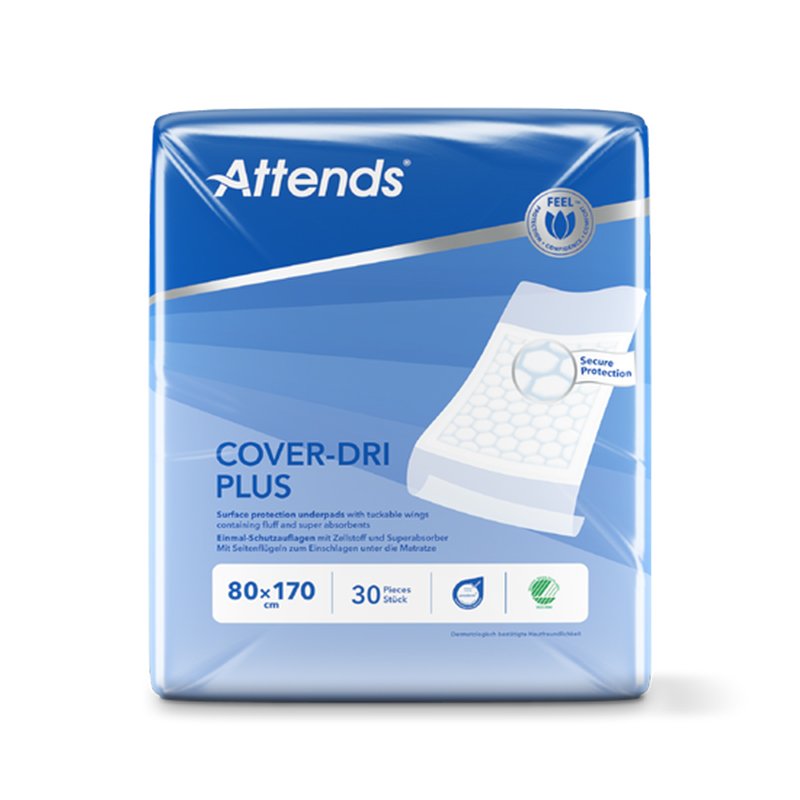 Attends®
FEEL
PROTECTION • CONFIDENCE • COMFORT
Secure
Protection
COVER-DRI
PLUS
Surface protection underpads with tuckable wings
containing fluff and super absorbents
Einmal-Schutzauflagen mit Zellstoff und Superabsorber
Mit Seitenflügeln zum Einschlagen unter die Matratze
80×170
cm
30 Pieces
Stück
Dermatologisch bestätigte Hautfreundlichkeit